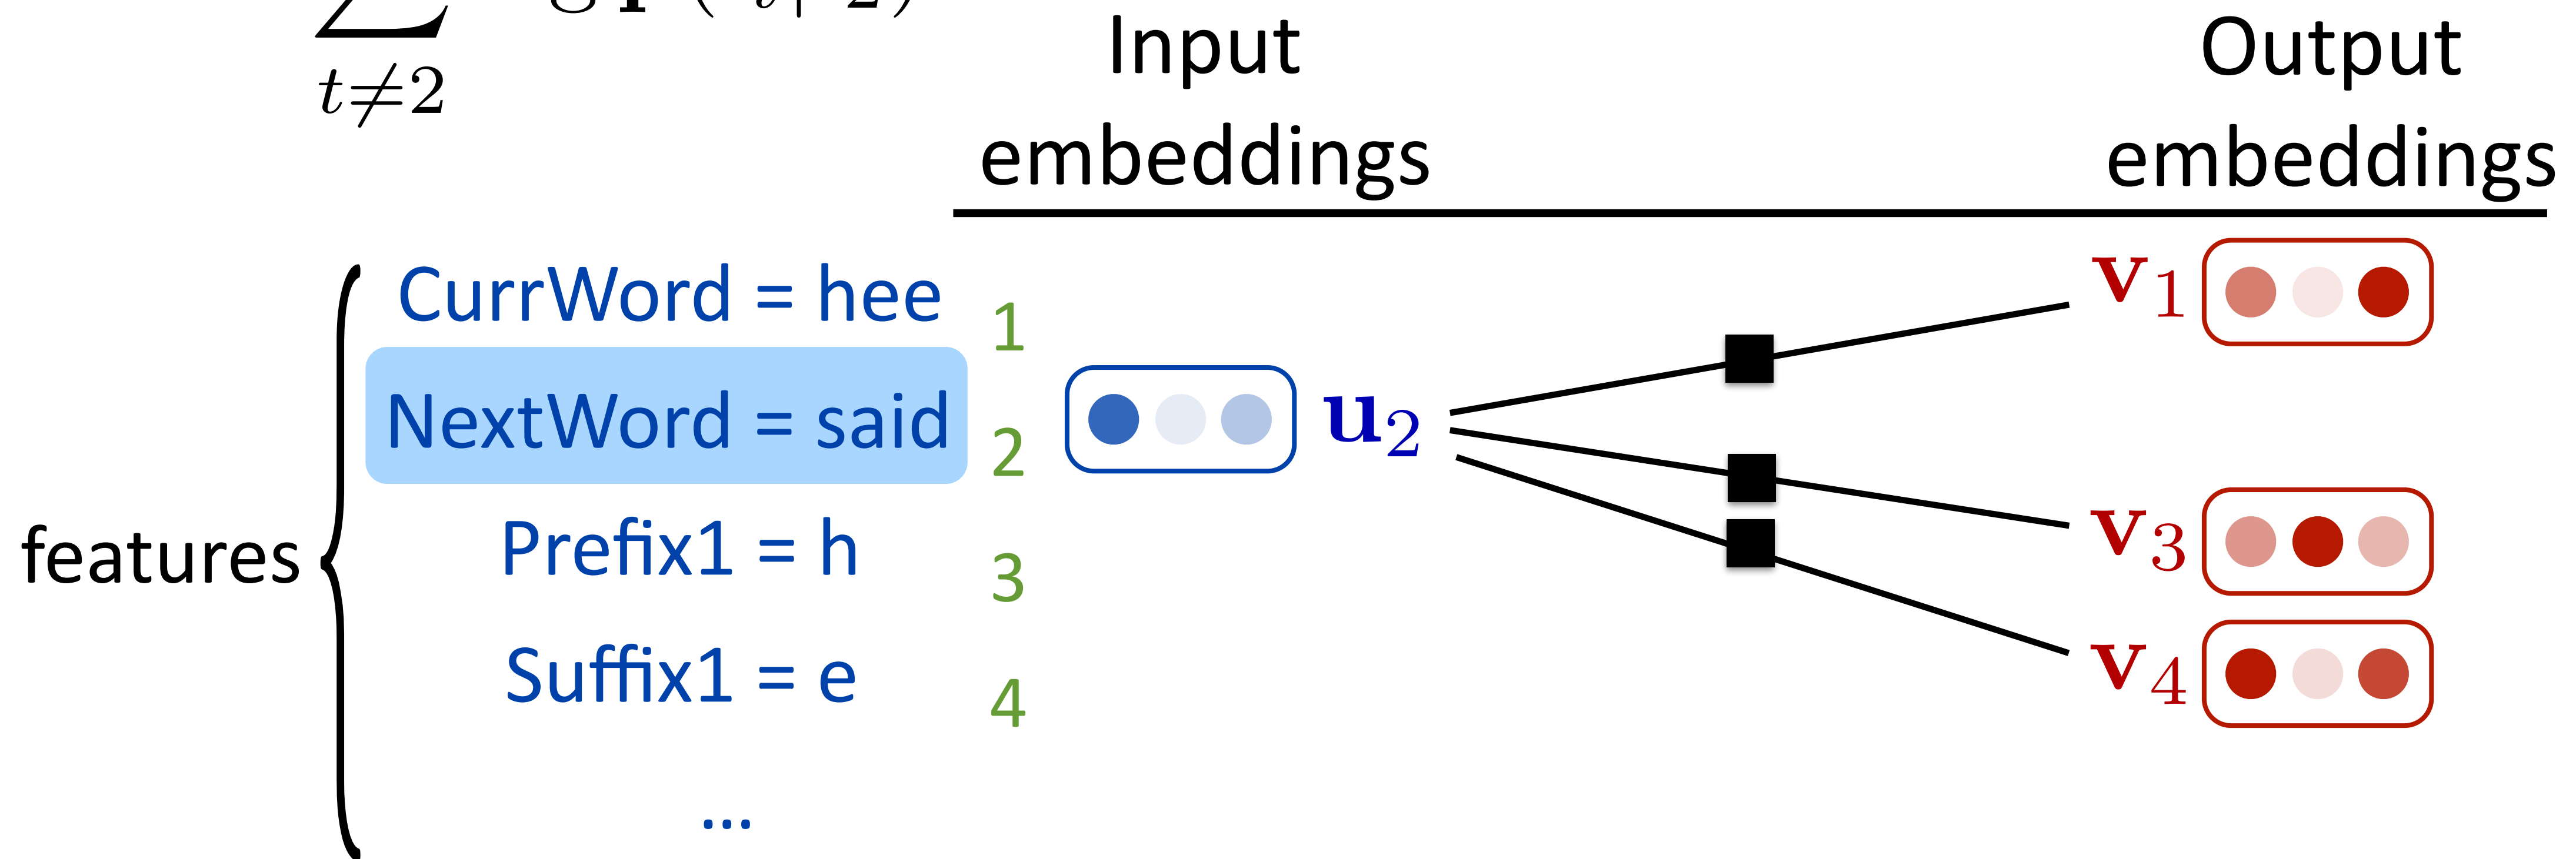 ∑
t≠2
Input
embeddings
Output
embeddings
features
CurrWord = hee
1
NextWord = said
2
Prefix1 = h
3
Suffix1 = e
4
...
u₂
v₁
v₃
v₄